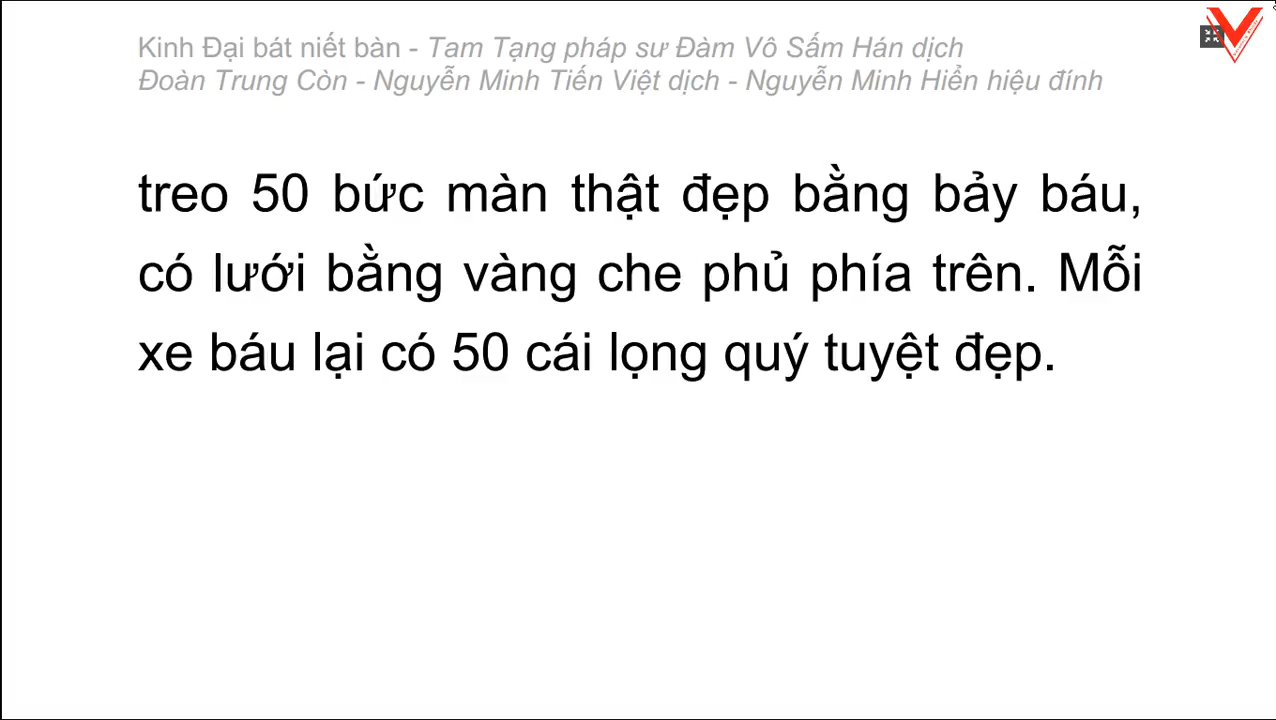 Kinh Đại bát niết bàn - Tam Tạng pháp sư Đàm Vô Sấm Hán dịch
Đoàn Trung Còn - Nguyễn Minh Tiến Việt dịch - Nguyễn Minh Hiển hiệu đính
treo 50 bức màn thật đẹp bằng bảy báu,
có lưới bằng vàng che phủ phía trên. Mỗi
xe báu lại có 50 cái lọng quý tuyệt đẹp.